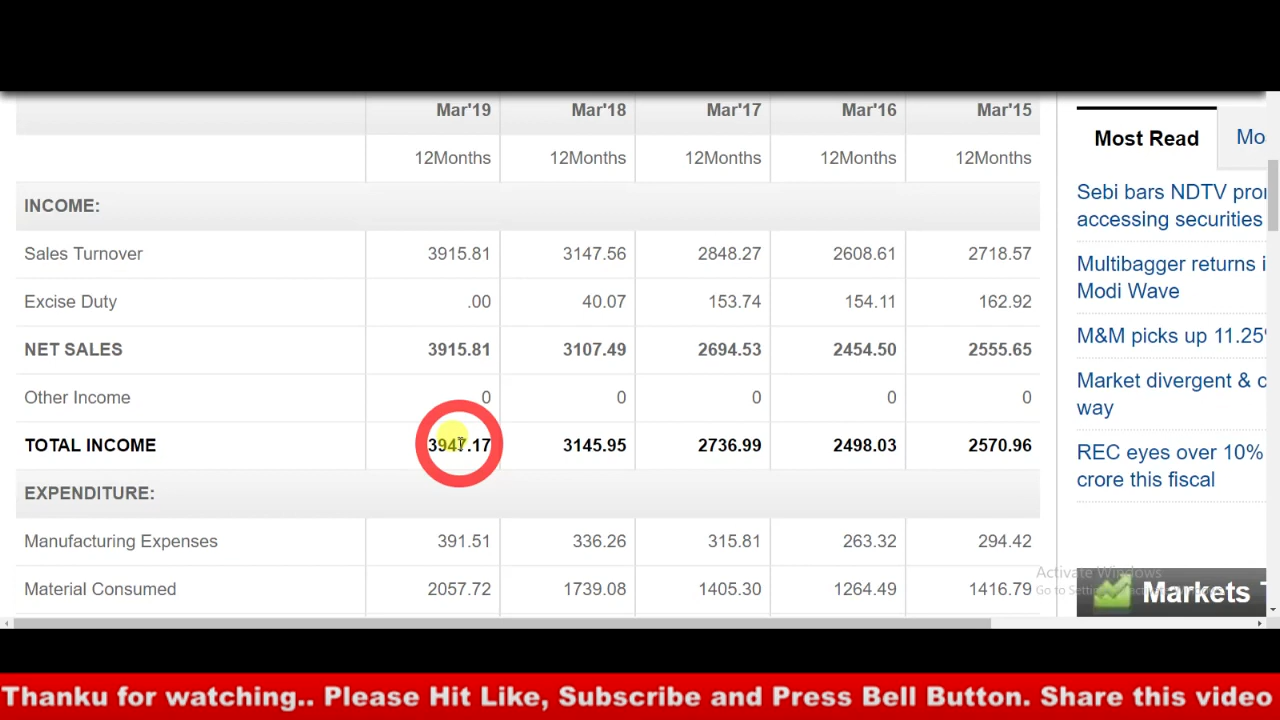 Mar'19 Mar'18 Mar'17 Mar'16 Mar'15
12Months 12Months 12Months 12Months 12Months
INCOME:
Sales Turnover 3915.81 3147.56 2848.27 2608.61 2718.57
Excise Duty .00 40.07 153.74 154.11 162.92
NET SALES 3915.81 3107.49 2694.53 2454.50 2555.65
Other Income 0 0 0 0 0
TOTAL INCOME 3947.17 3145.95 2736.99 2498.03 2570.96
EXPENDITURE:
Manufacturing Expenses 391.51 336.26 315.81 263.32 294.42
Material Consumed 2057.72 1739.08 1405.30 1264.49 1416.79
Most Read Mo
Sebi bars NDTV pro
accessing securities
Multibagger returns i
Modi Wave
M&M picks up 11.25
Market divergent & c
way
REC eyes over 10%
crore this fiscal
Activate Windows
Markets
Thanku for watching.. Please Hit Like, Subscribe and Press Bell Button. Share this video